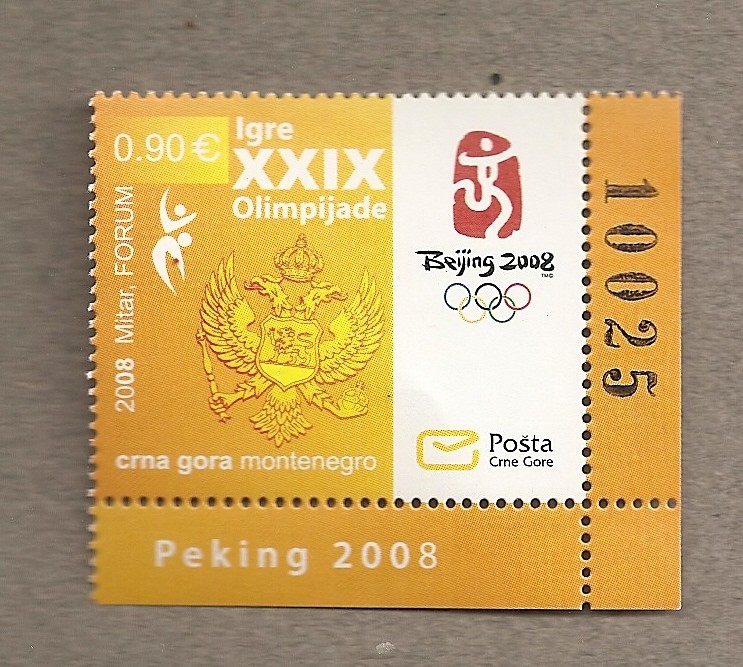 0.90 €
Igre
XXIX
Olimpijade
2008 Mitar, FORUM
crna gora montenegro
Beijing 2008
TM
Pošta
Crne Gore
10025
Peking 2008